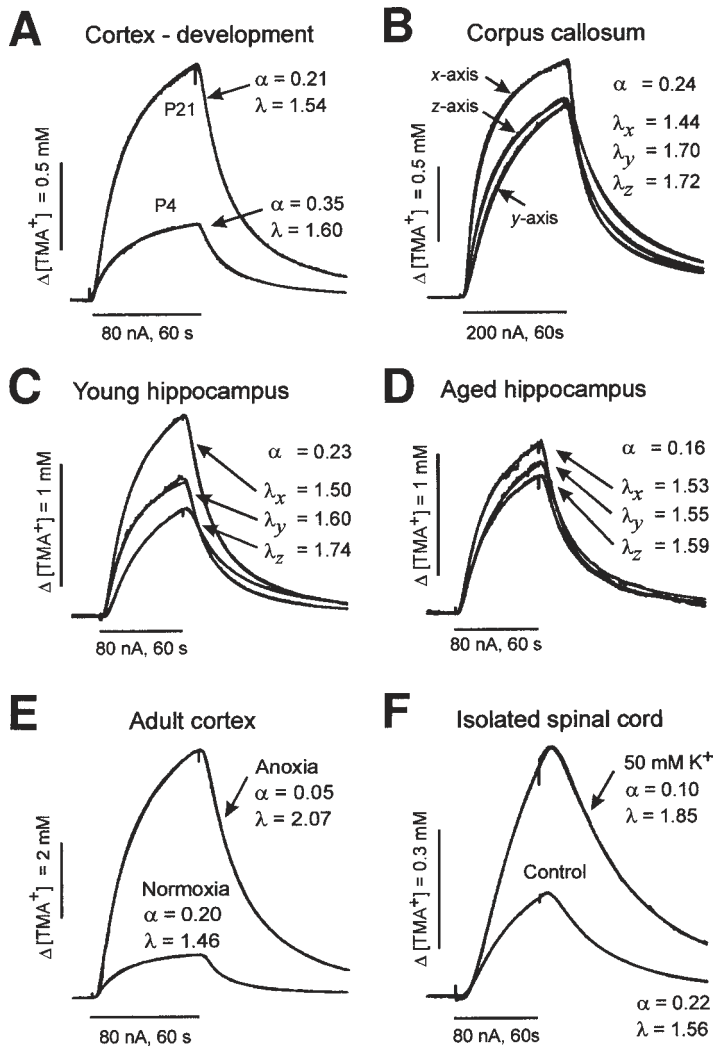 A Cortex - development
Δ [TMA+] = 0.5 mM
P21
α = 0.21
λ = 1.54
P4
α = 0.35
λ = 1.60
80 nA, 60 s
B Corpus callosum
Δ [TMA+] = 0.5 mM
x-axis
z-axis
y-axis
α = 0.24
λx = 1.44
λy = 1.70
λz = 1.72
200 nA, 60s
C Young hippocampus
Δ [TMA+] = 1 mM
α = 0.23
λx = 1.50
λy = 1.60
λz = 1.74
80 nA, 60 s
D Aged hippocampus
Δ [TMA+] = 1 mM
α = 0.16
λx = 1.53
λy = 1.55
λz = 1.59
80 nA, 60 s
E Adult cortex
Δ [TMA+] = 2 mM
Anoxia
α = 0.05
λ = 2.07
Normoxia
α = 0.20
λ = 1.46
80 nA, 60 s
F Isolated spinal cord
Δ [TMA+] = 0.3 mM
50 mM K+
α = 0.10
λ = 1.85
Control
α = 0.22
λ = 1.56
80 nA, 60s